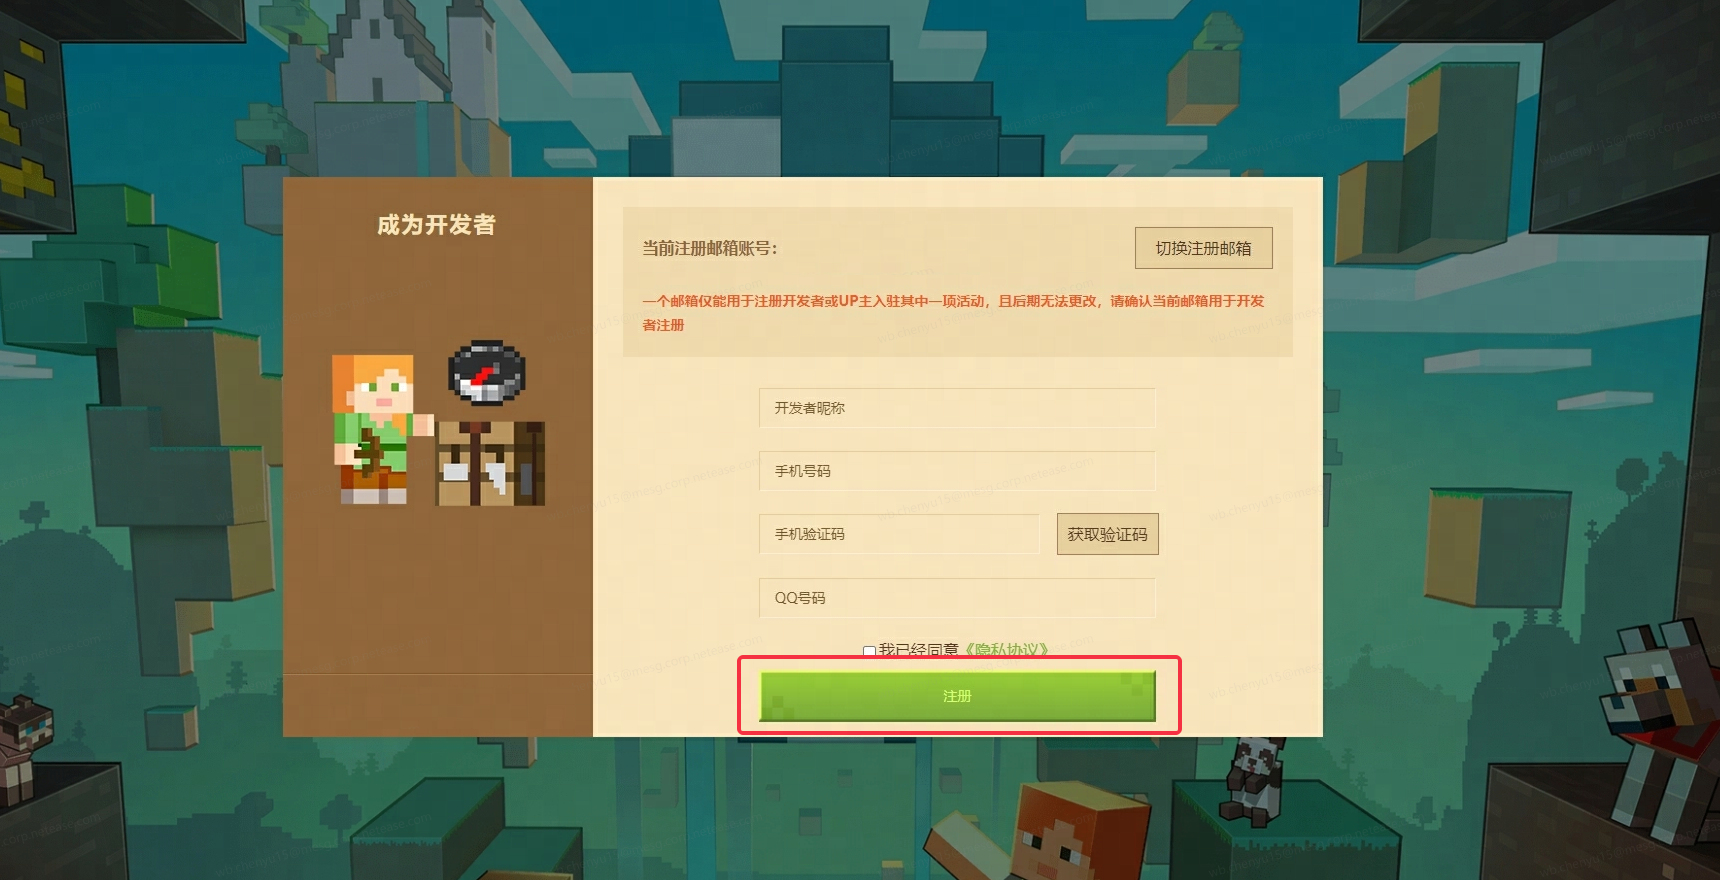 成为开发者
当前注册邮箱账号：
切换注册邮箱
一个邮箱仅能用于注册开发者或UP主入驻其中一项活动，且后期无法更改，请确认当前邮箱用于开发
者注册
开发者昵称
手机号码
手机验证码
获取验证码
QQ号码
我已经同意《隐私协议》
注册